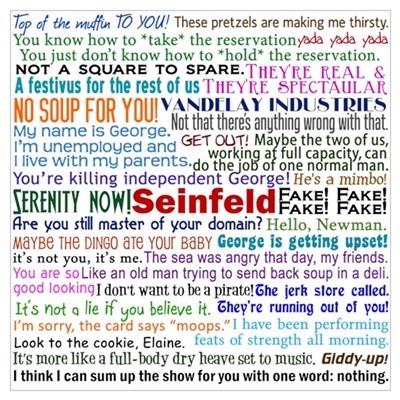 Top of the muffin TO YOU! These pretzels are making me thirsty.
You know how to *take* the reservation yada yada yada
You just don't know how to *hold* the reservation.
NOT A SQUARE TO SPARE. THEY'RE REAL &
A festivus for the rest of us THEY'RE SPECTAULAR
NO SOUP FOR YOU! VANDELAY INDUSTRIES
Not that there's anything wrong with that.
My name is George.
I'm unemployed and
I live with my parents.
GET OUT! Maybe the two of us,
working at full capacity, can
do the job of one normal man.
You're killing independent George! He's a mimbo!
SERENITY NOW! Seinfeld FAKE! FAKE!
FAKE! FAKE!
Are you still master of your domain? Hello, Newman.
MAYBE THE DINGO ATE YOUR BABY George is getting upset!
it's not you, it's me. The sea was angry that day, my friends.
You are so
good looking
Like an old man trying to send back soup in a deli.
I don't want to be a pirate! The jerk store called.
It's not a lie if you believe it. They're running out of you!
I'm sorry, the card says "moops." I have been performing
feats of strength all morning.
Look to the cookie, Elaine.
It's more like a full-body dry heave set to music. Giddy-up!
I think I can sum up the show for you with one word: nothing.